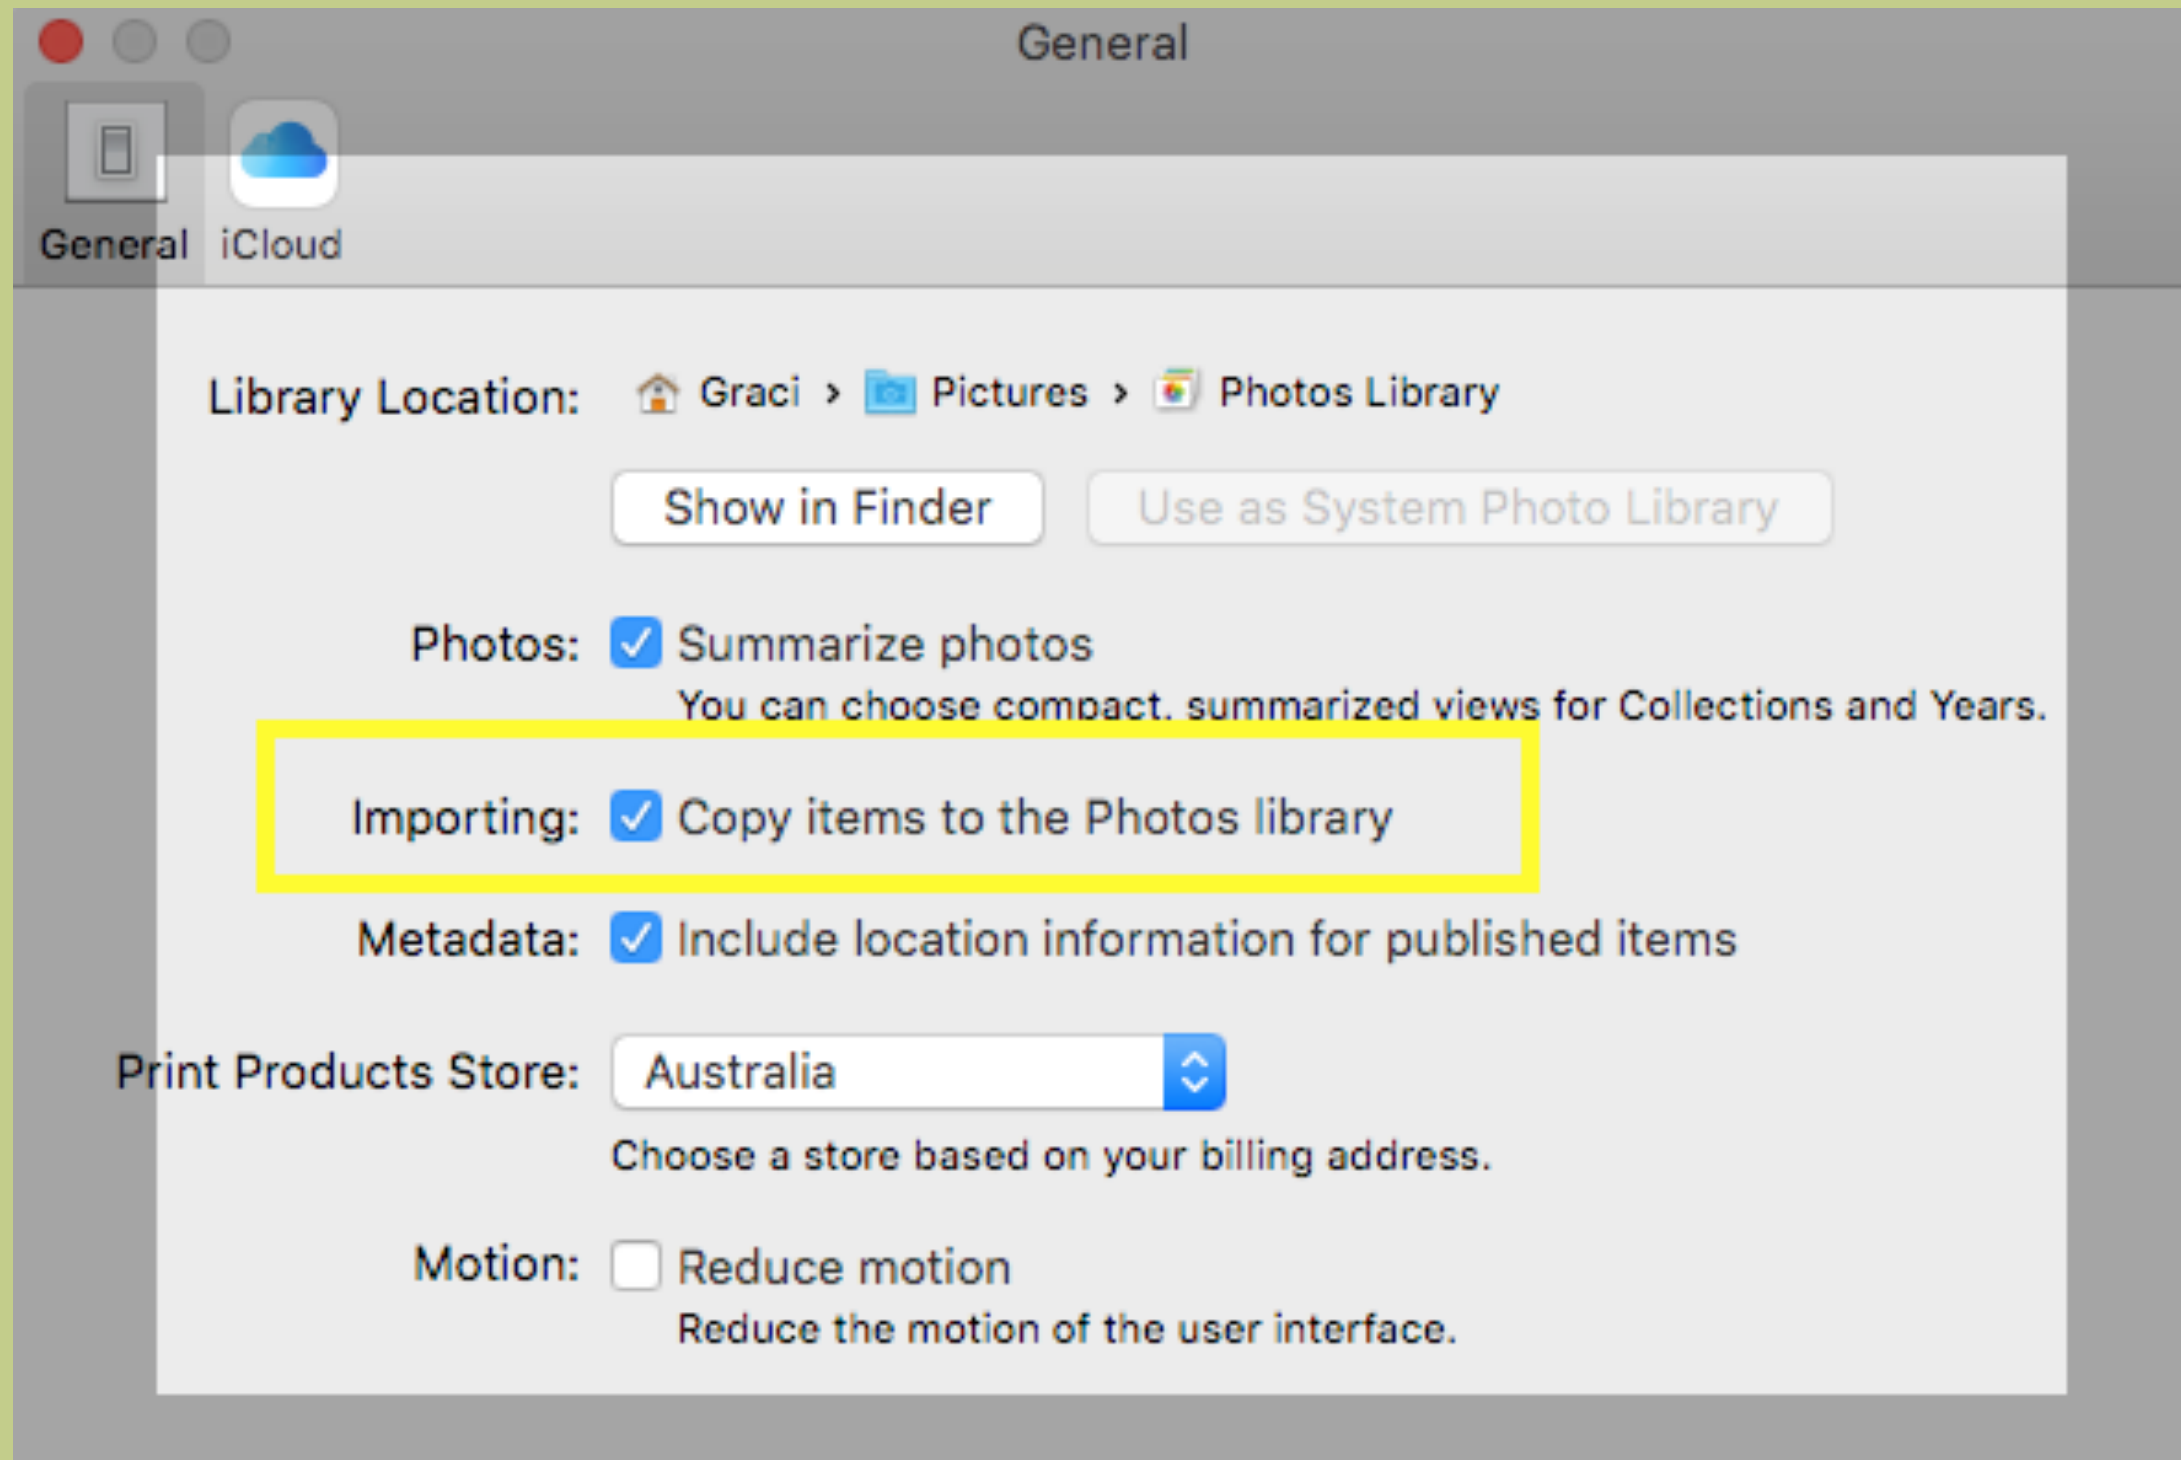 General
General iCloud
Library Location: Graci › Pictures › Photos Library
Show in Finder Use as System Photo Library
Photos: Summarize photos
You can choose compact, summarized views for Collections and Years.
Importing: Copy items to the Photos library
Metadata: Include location information for published items
Print Products Store: Australia
Choose a store based on your billing address.
Motion: Reduce motion
Reduce the motion of the user interface.